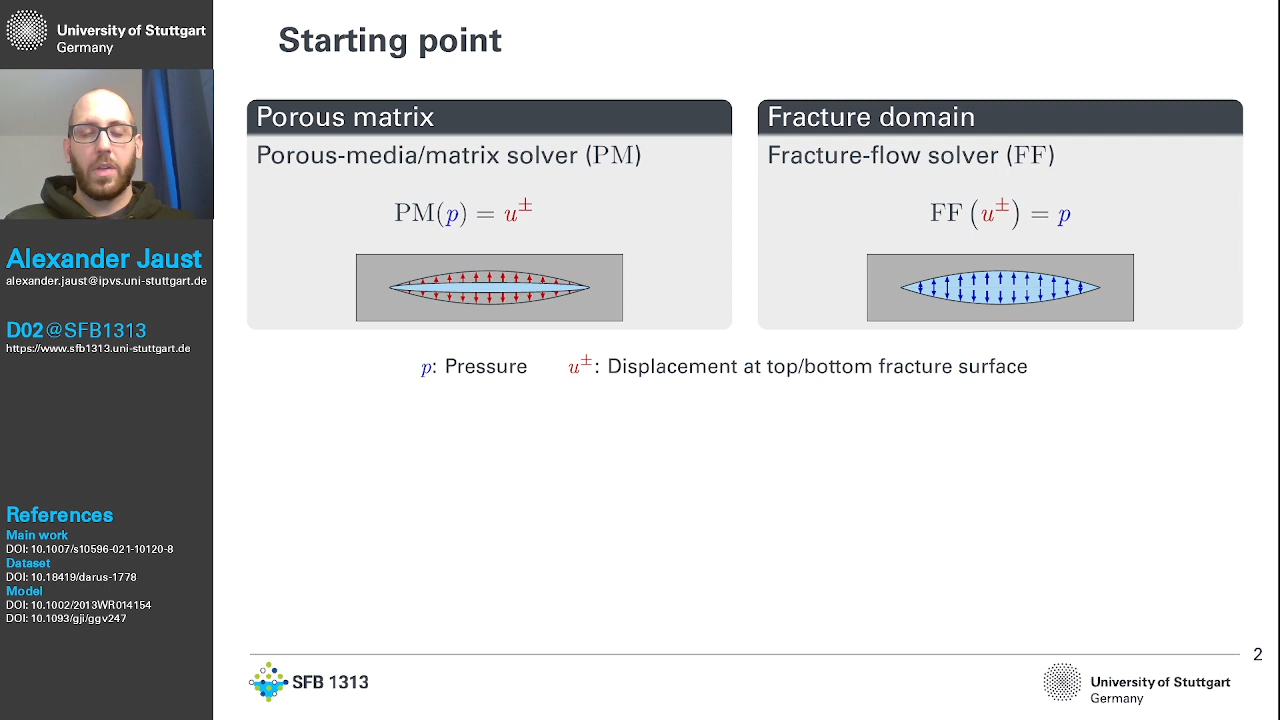 University of Stuttgart
Germany
Starting point
Alexander Jaust
alexander.jaust@ipvs.uni-stuttgart.de
D02@SFB1313
https://www.sfb1313.uni-stuttgart.de
References
Main work
DOI: 10.1007/s10596-021-10120-8
Dataset
DOI: 10.18419/darus-1778
Model
DOI: 10.1002/2013WR014154
DOI: 10.1093/gji/ggv247
Porous matrix
Porous-media/matrix solver (PM)
PM(p) = u±
Fracture domain
Fracture-flow solver (FF)
FF (u±) = p
p: Pressure u±: Displacement at top/bottom fracture surface
2
SFB 1313
University of Stuttgart
Germany